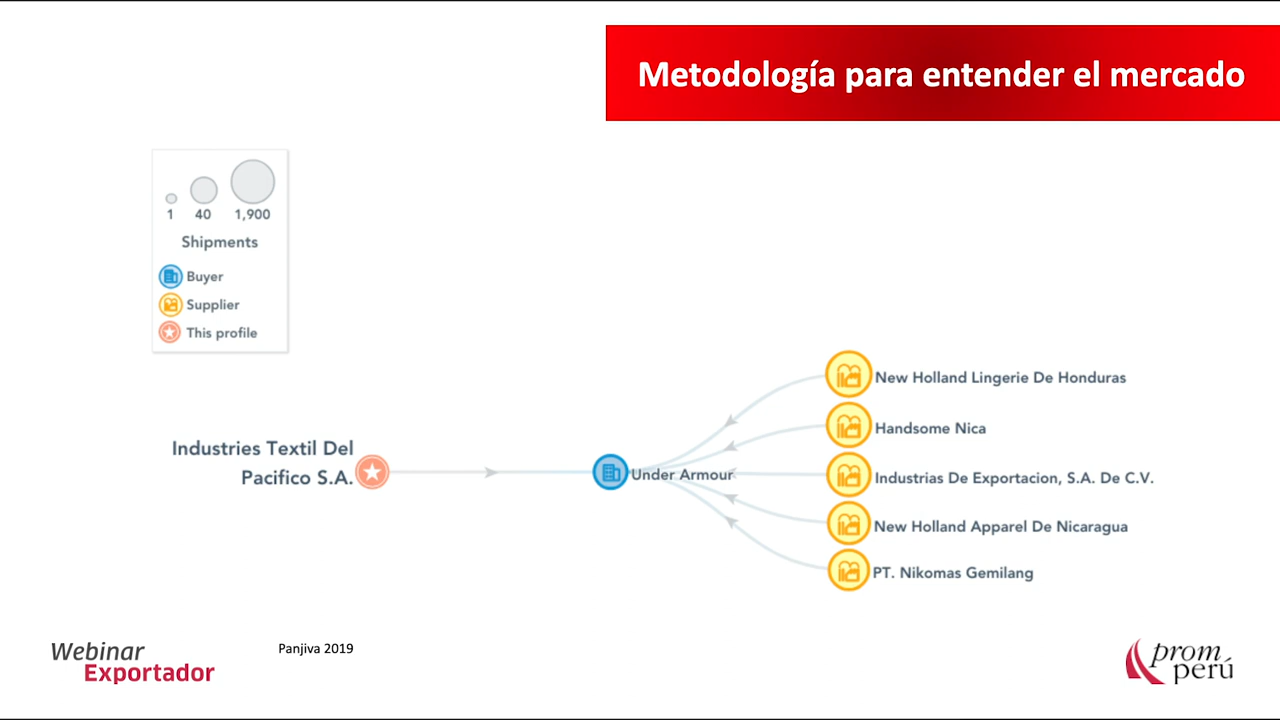 Metodología para entender el mercado
1 40 1,900
Shipments
Buyer
Supplier
This profile
Industries Textil Del
Pacifico S.A.
Under Armour
New Holland Lingerie De Honduras
Handsome Nica
Industrias De Exportacion, S.A. De C.V.
New Holland Apparel De Nicaragua
PT. Nikomas Gemilang
Webinar
Exportador
Panjiva 2019
prom
perú